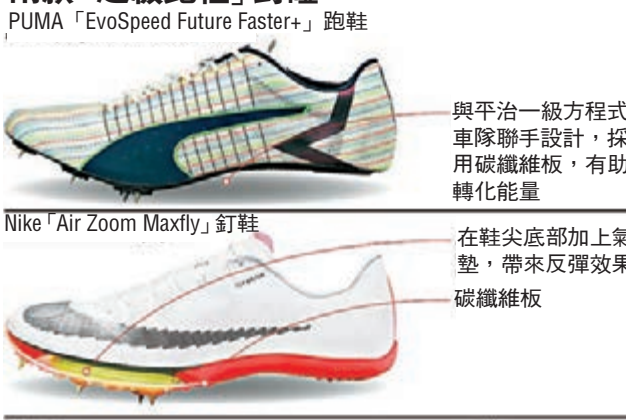 PUMA「EvoSpeed Future Faster+」跑鞋
與平治一級方程式
車隊聯手設計，採
用碳纖維板，有助
轉化能量
Nike「Air Zoom Maxfly」釘鞋
在鞋尖底部加上氣
墊，帶來反彈效果
碳纖維板